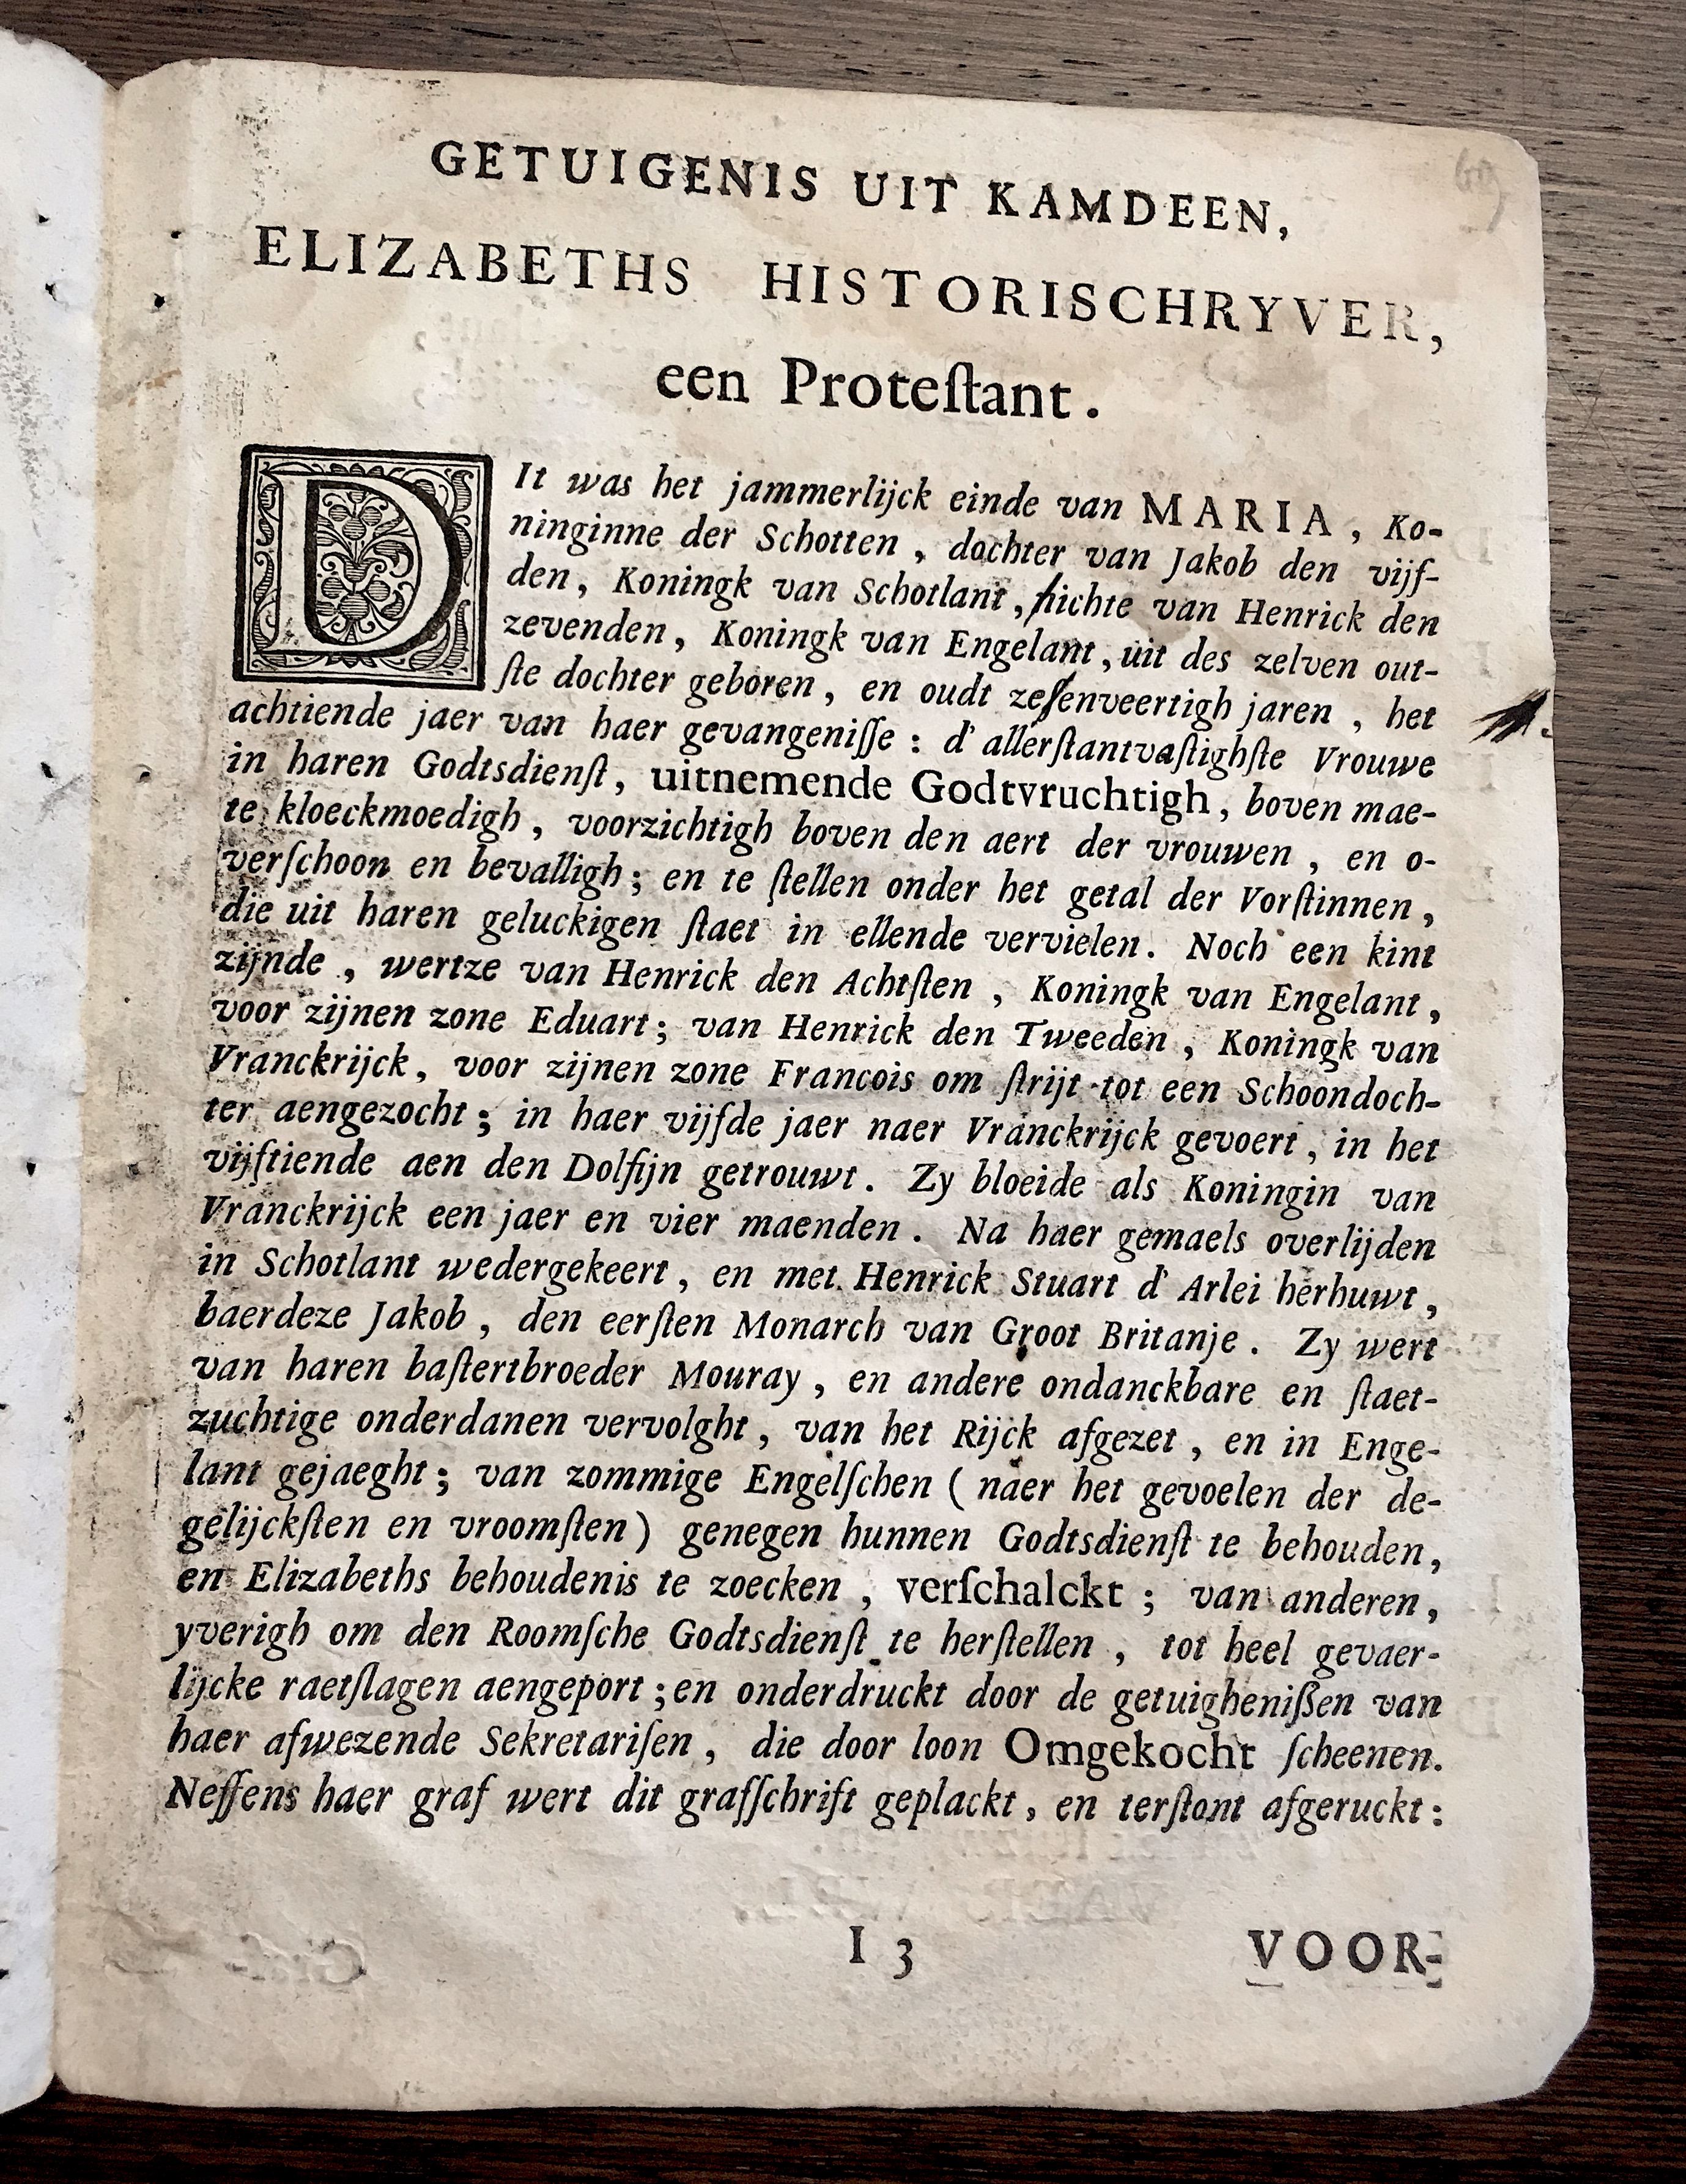 GETUIGENIS UIT KAMDEEN,
ELIZABETHS HISTORISCHRYVER,
een Proteſtant.
DIt was het jammerlijck einde van MARIA, Ko-
ninginne der Schotten, dochter van Jakob den vijf-
den, Koningk van Schotlant, nichte van Henrick den
zevenden, Koningk van Engelant, uit des zelven out-
ſte dochter geboren, en oudt zeſenveertigh jaren, het
achtiende jaer van haer gevangeniſſe: d'allerſtantvaſtighſte Vrouwe
in haren Godtsdienſt, uitnemende Godtvruchtigh, boven mae-
te kloeckmoedigh, voorzichtigh boven den aert der vrouwen, en o-
verſchoon en bevalligh; en te ſtellen onder het getal der Vorſtinnen,
die uit haren geluckigen ſtaet in ellende vervielen. Noch een kint
zijnde, wertze van Henrick den Achtſten, Koningk van Engelant,
voor zijnen zone Eduart; van Henrick den Tweeden, Koningk van
Vranckrijck, voor zijnen zone Francois om ſtrijt tot een Schoondoch-
ter aengezocht; in haer vijfde jaer naer Vranckrijck gevoert, in het
vijftiende aen den Dolfijn getrouwt. Zy bloeide als Koningin van
Vranckrijck een jaer en vier maenden. Na haer gemaels overlijden
in Schotlant wedergekeert, en met Henrick Stuart d'Arlei herhuwt,
baerdeze Jakob, den eerſten Monarch van Groot Britanje. Zy wert
van haren baſtertbroeder Mouray, en andere ondanckbare en ſtaet-
zuchtige onderdanen vervolght, van het Rijck afgezet, en in Enge-
lant gejaeght; van zommige Engelſchen (naer het gevoelen der de-
gelijckſten en vroomſten) genegen hunnen Godtsdienſt te behouden,
en Elizabeths behoudenis te zoecken, verſchalckt; van anderen,
yverigh om den Roomſche Godtsdienſt te herſtellen, tot heel gevaer-
lijcke raetſlagen aengeport; en onderdruckt door de getuighenißen van
haer afwezende Sekretariſen, die door loon Omgekocht ſcheenen.
Neffens haer graf wert dit grafſchrift geplackt, en terſtont afgeruckt:
I 3
VOOR-